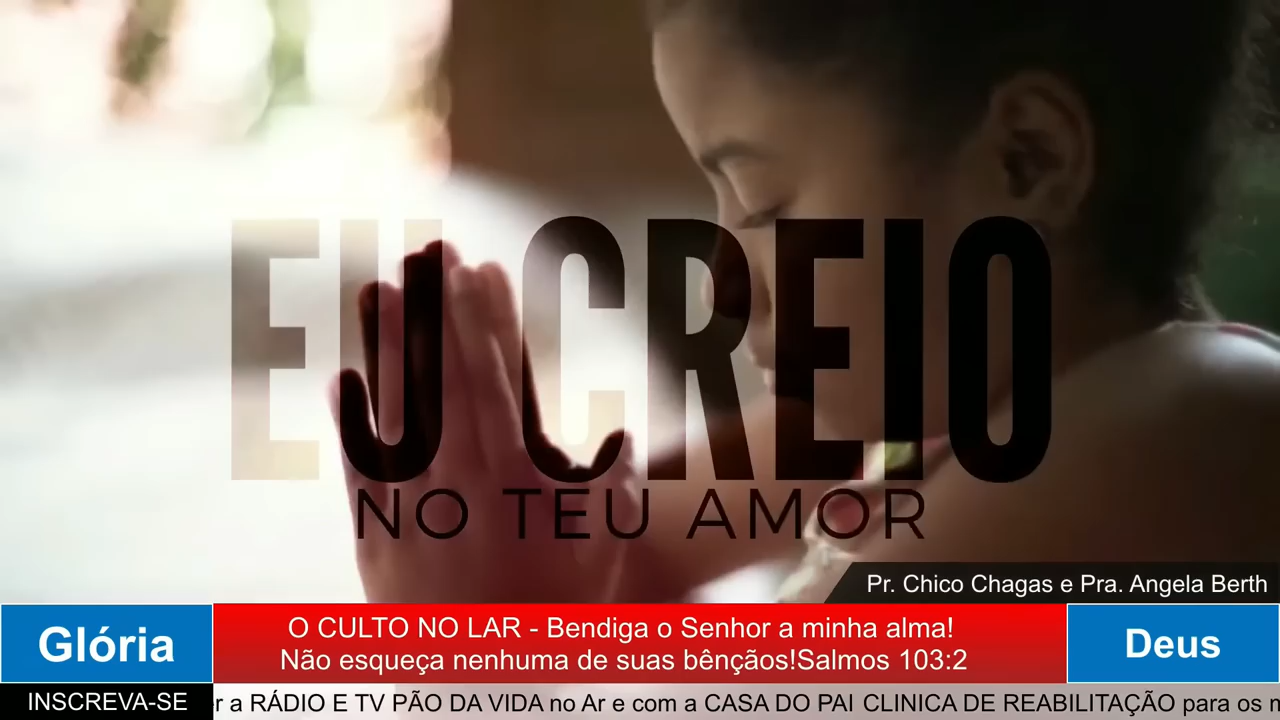 EU CREIO
NO TEU AMOR
Pr. Chico Chagas e Pra. Angela Berth
Glória
O CULTO NO LAR - Bendiga o Senhor a minha alma!
Não esqueça nenhuma de suas bênçãos!Salmos 103:2
Deus
INSCREVA-SE
a RÁDIO E TV PÃO DA VIDA no Ar e com a CASA DO PAI CLINICA DE REABILITAÇÃO para os